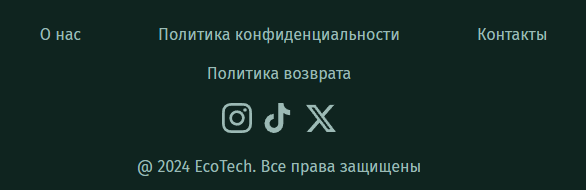 О нас Политика конфиденциальности Контакты
Политика возврата
@ 2024 EcoTech. Все права защищены